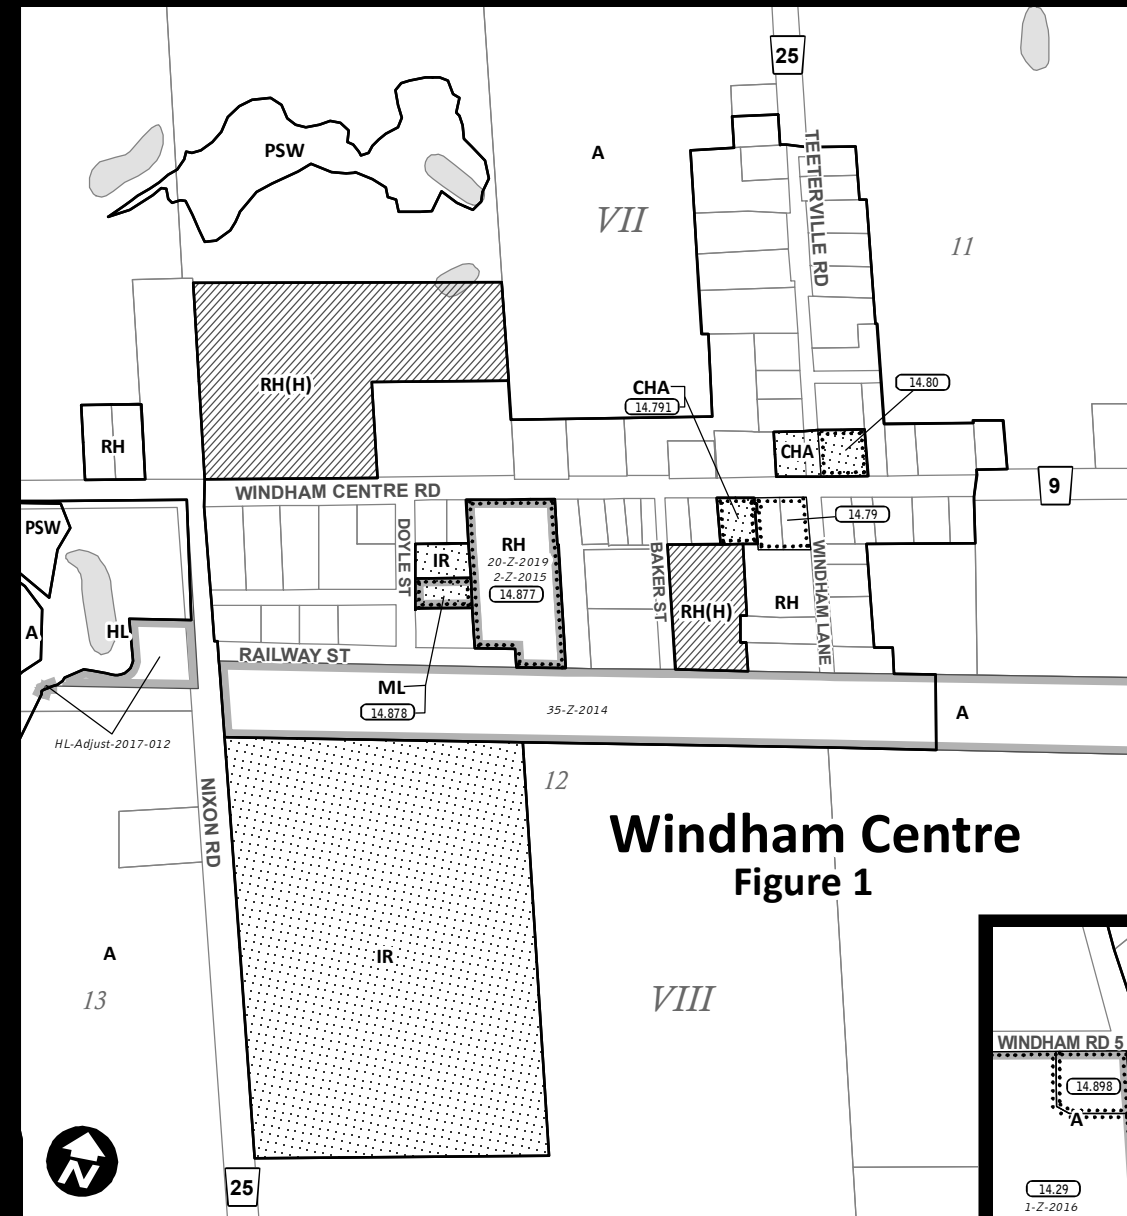 25
TEETERVILLE RD
PSW
A
VII
11
RH(H)
CHA
14.791
14.80
RH
CHA
WINDHAM CENTRE RD
9
PSW
DOYLE ST
IR
RH
20-Z-2019
2-Z-2015
14.877
BAKER ST
14.79
WINDHAM LANE
RH(H)
RH
A
HL
RAILWAY ST
ML
14.878
35-Z-2014
A
HL-Adjust-2017-012
NIXON RD
12
Windham Centre
Figure 1
A
13
IR
VIII
WINDHAM RD 5
14.898
A
14.29
1-Z-2016
N
25